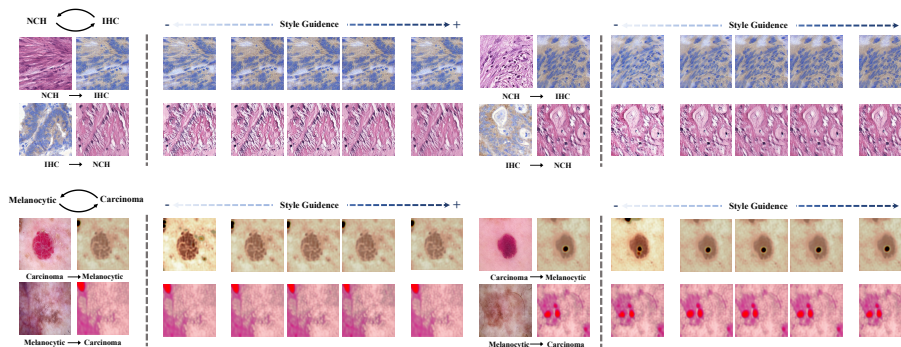 NCH IHC
- Style Guidence +
NCH → IHC
IHC → NCH
- Style Guidence
NCH → IHC
IHC → NCH
Melanocytic Carcinoma
- Style Guidence +
Carcinoma → Melanocytic
Melanocytic → Carcinoma
- Style Guidence
Carcinoma → Melanocytic
Melanocytic → Carcinoma